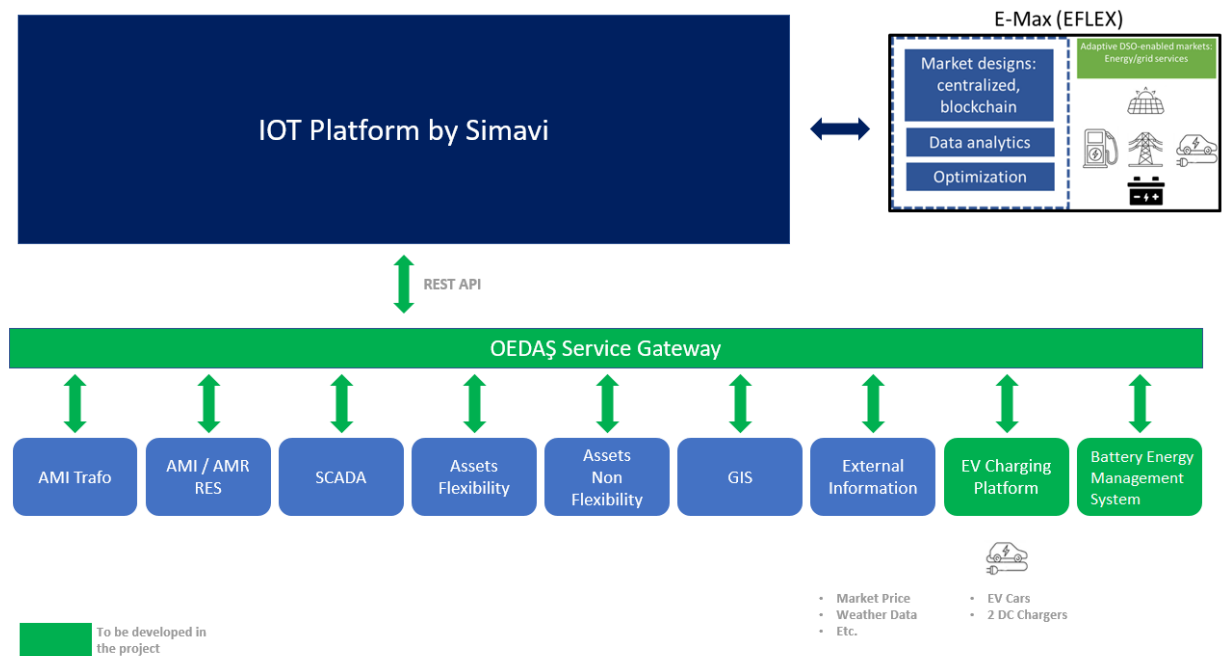 E-Max (EFLEX)
IOT Platform by Simavi
Market designs:
centralized,
blockchain
Data analytics
Optimization
Adaptive DSO-enabled markets:
Energy/grid services
REST API
OEDAŞ Service Gateway
AMI Trafo
AMI / AMR
RES
SCADA
Assets
Flexibility
Assets
Non
Flexibility
GIS
External
Information
EV Charging
Platform
Battery Energy
Management
System
• Market Price
• Weather Data
• Etc.
• EV Cars
• 2 DC Chargers
To be developed in
the project